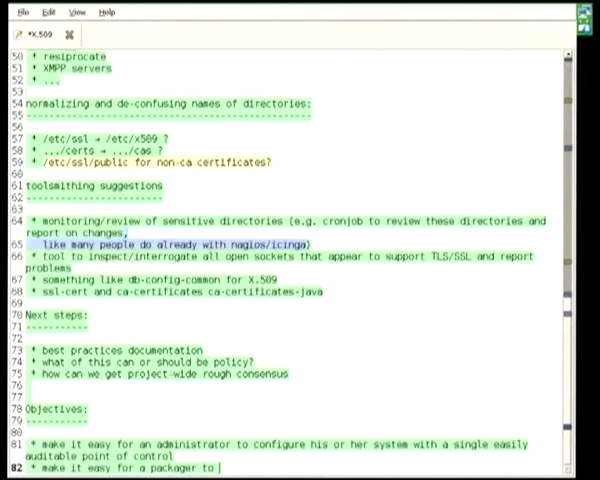 File Edit View Help
*X.509
50 * resiprocate
51 * XMPP servers
52 * ...
53
54 normalizing and de-confusing names of directories:
55 -------------------------------------------------
56
57 * /etc/ssl → /etc/x509 ?
58 * .../certs → .../cas ?
59 * /etc/ssl/public for non-ca certificates?
60
61 toolsmithing suggestions
62 -----------------------
63
64 * monitoring/review of sensitive directories (e.g. cronjob to review these directories and
report on changes,
65 like many people do already with nagios/icinga)
66 * tool to inspect/interrogate all open sockets that appear to support TLS/SSL and report
problems
67 * something like db-config-common for X.509
68 * ssl-cert and ca-certificates ca-certificates-java
69
70 Next steps:
71 -----------
72
73 * best practices documentation
74 * what of this can or should be policy?
75 * how can we get project-wide rough consensus
76
77
78 Objectives:
79 -----------
80
81 * make it easy for an administrator to configure his or her system with a single easily
auditable point of control
82 * make it easy for a packager to